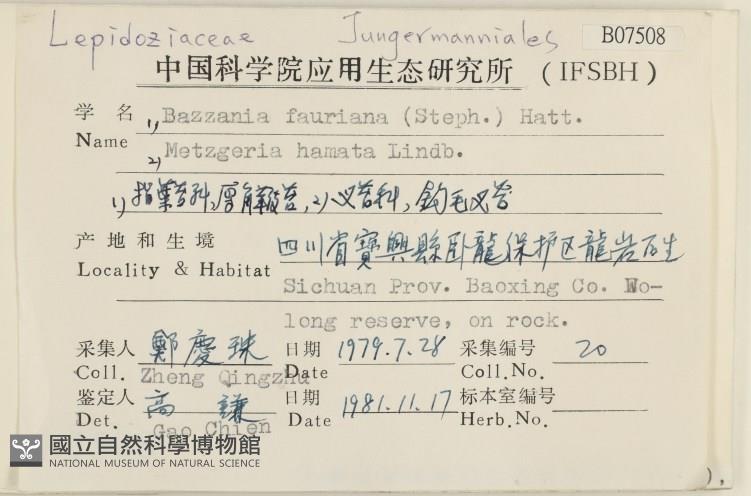 Lepidoziaceae Jungermanniales B07508
中国科学院应用生态研究所 (IFSBH)
学名 1) Bazzania fauriana (Steph.) Hatt.
Name 2) Metzgeria hamata Lindb.
1) 指葉苔科, 2) 叉苔科, 鈎毛叉苔
产地和生境 四川省寶興縣卧龍保护区龍岩石生
Locality & Habitat Sichuan Prov. Baoxing Co. Wo-
long reserve, on rock.
采集人 鄭慶珠 日期 1979.7.28 采集编号 20
Coll. Zheng Qingzhu Date Coll.No.
鉴定人 高謙 日期 1981.11.17 标本室编号
Det. Gao Chien Date Herb.No.
國立自然科學博物館
NATIONAL MUSEUM OF NATURAL SCIENCE
),